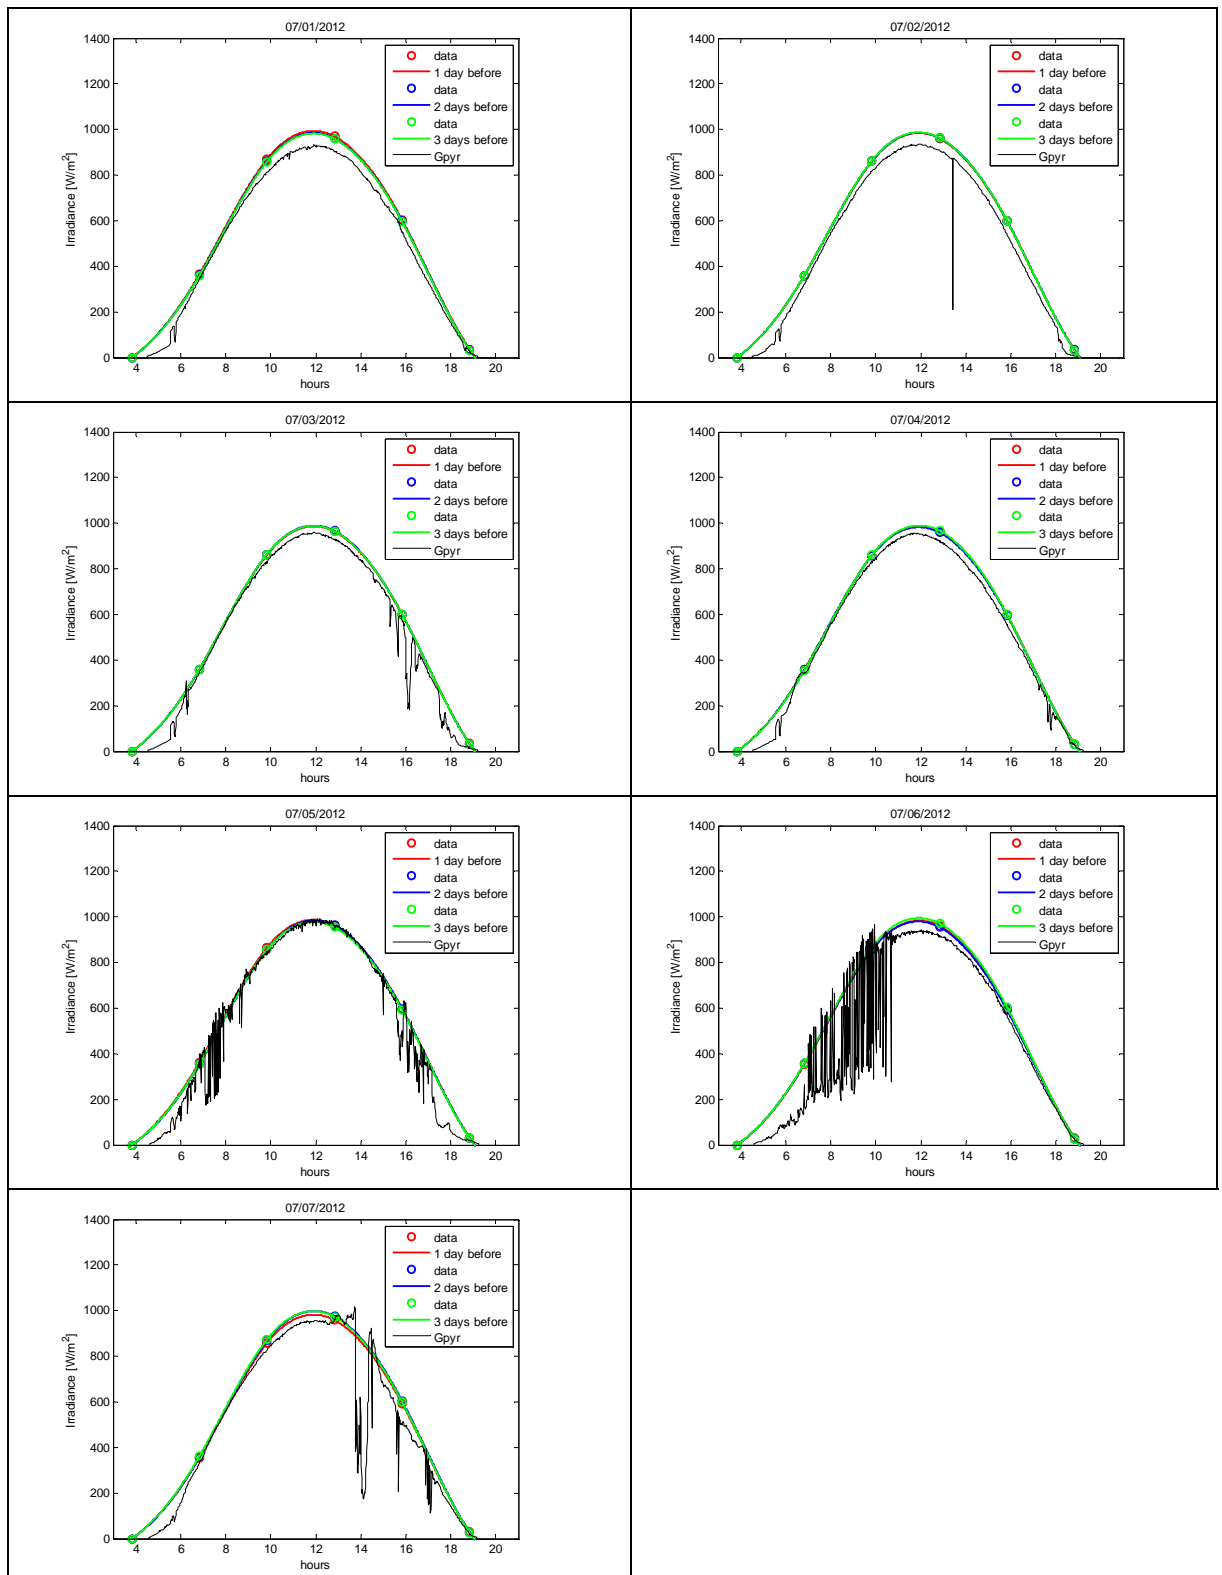 07/01/2012
1400
1200
1000
800
600
400
200
0
Irradiance [W/m²]
4 6 8 10 12 14 16 18 20
hours
data
1 day before
data
2 days before
data
3 days before
Gpyr
07/02/2012
1400
1200
1000
800
600
400
200
0
Irradiance [W/m²]
4 6 8 10 12 14 16 18 20
hours
data
1 day before
data
2 days before
data
3 days before
Gpyr
07/03/2012
1400
1200
1000
800
600
400
200
0
Irradiance [W/m²]
4 6 8 10 12 14 16 18 20
hours
data
1 day before
data
2 days before
data
3 days before
Gpyr
07/04/2012
1400
1200
1000
800
600
400
200
0
Irradiance [W/m²]
4 6 8 10 12 14 16 18 20
hours
data
1 day before
data
2 days before
data
3 days before
Gpyr
07/05/2012
1400
1200
1000
800
600
400
200
0
Irradiance [W/m²]
4 6 8 10 12 14 16 18 20
hours
data
1 day before
data
2 days before
data
3 days before
Gpyr
07/06/2012
1400
1200
1000
800
600
400
200
0
Irradiance [W/m²]
4 6 8 10 12 14 16 18 20
hours
data
1 day before
data
2 days before
data
3 days before
Gpyr
07/07/2012
1400
1200
1000
800
600
400
200
0
Irradiance [W/m²]
4 6 8 10 12 14 16 18 20
hours
data
1 day before
data
2 days before
data
3 days before
Gpyr